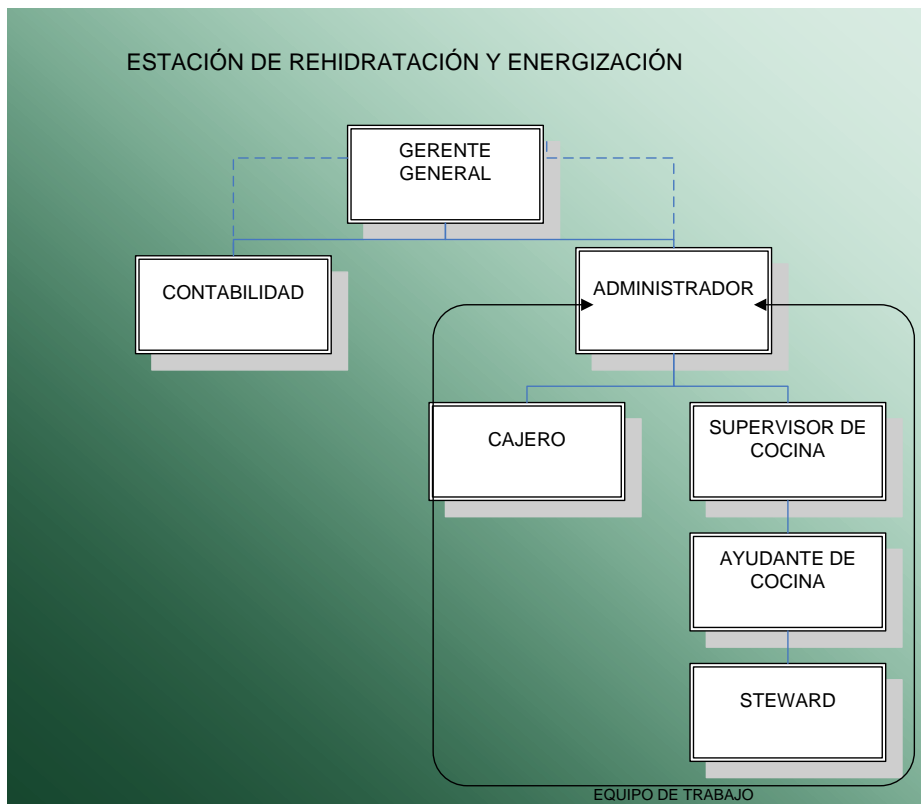 ESTACIÓN DE REHIDRATACIÓN Y ENERGIZACIÓN
GERENTE
GENERAL
CONTABILIDAD
ADMINISTRADOR
CAJERO
SUPERVISOR DE
COCINA
AYUDANTE DE
COCINA
STEWARD
EQUIPO DE TRABAJO